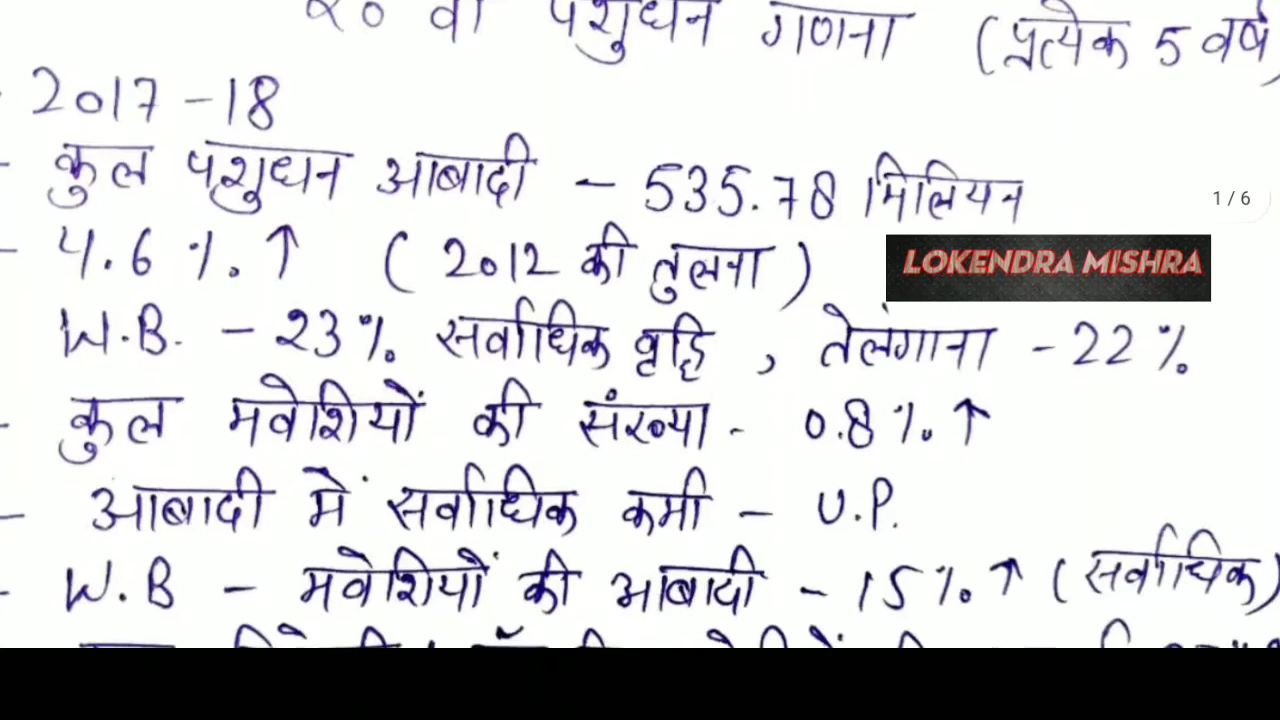 २० वीं पशुधन गणना (प्रत्येक 5 वर्ष)
2017-18
- कुल पशुधन आबादी - 535.78 मिलियन
1 / 6
- 4.6 %. ↑ ( 2012 की तुलना )
LOKENDRA MISHRA
W.B. - 23%. सर्वाधिक वृद्धि , तेलंगाना - 22 %.
- कुल मवेशियों की संख्या - 0.8 %. ↑
- आबादी में सर्वाधिक कमी - U.P.
- W.B - मवेशियों की आबादी - 15 %. ↑ (सर्वाधिक)